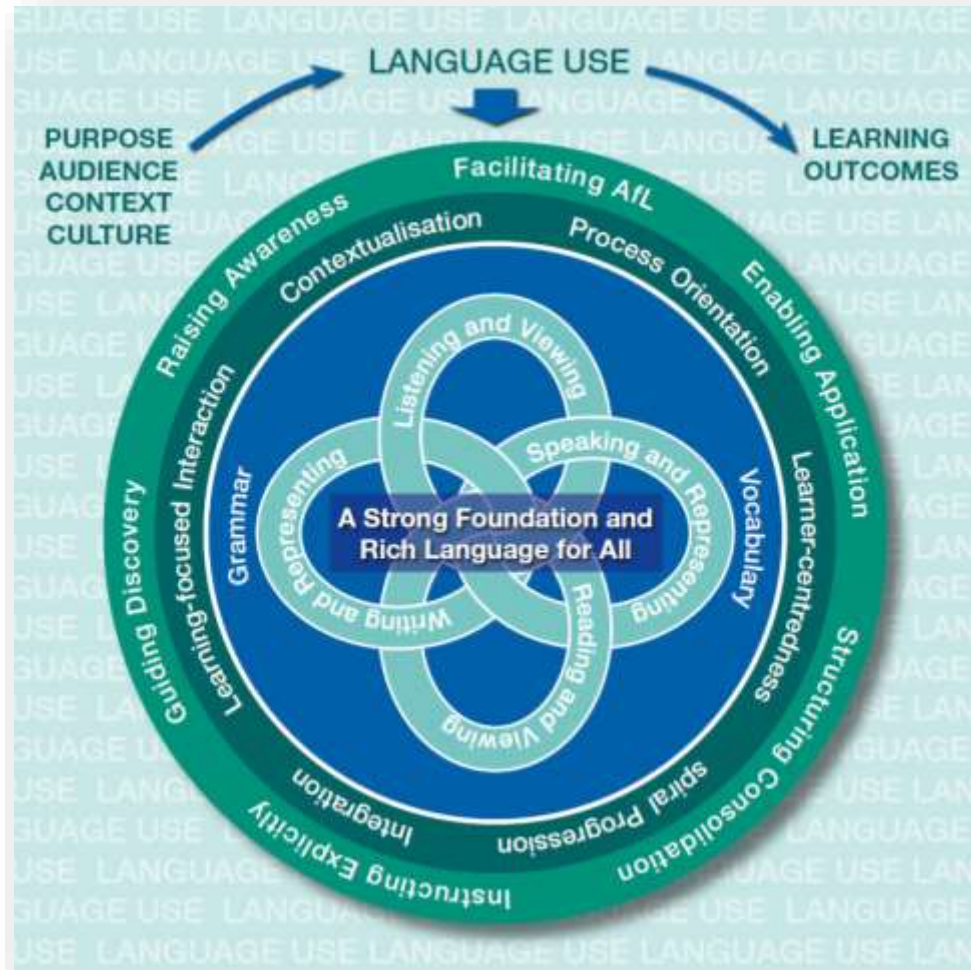 LANGUAGE USE
PURPOSE
AUDIENCE
CONTEXT
CULTURE
LEARNING
OUTCOMES
Raising Awareness
Facilitating AfL
Enabling Application
Structuring Consolidation
Instructing Explicitly
Guiding Discovery
Contextualisation
Process Orientation
Learner-centredness
spiral Progression
Integration
Learning-focused Interaction
Grammar
Vocabulary
Listening and Viewing
Speaking and Representing
Reading and Viewing
Writing and Representing
A Strong Foundation and
Rich Language for All